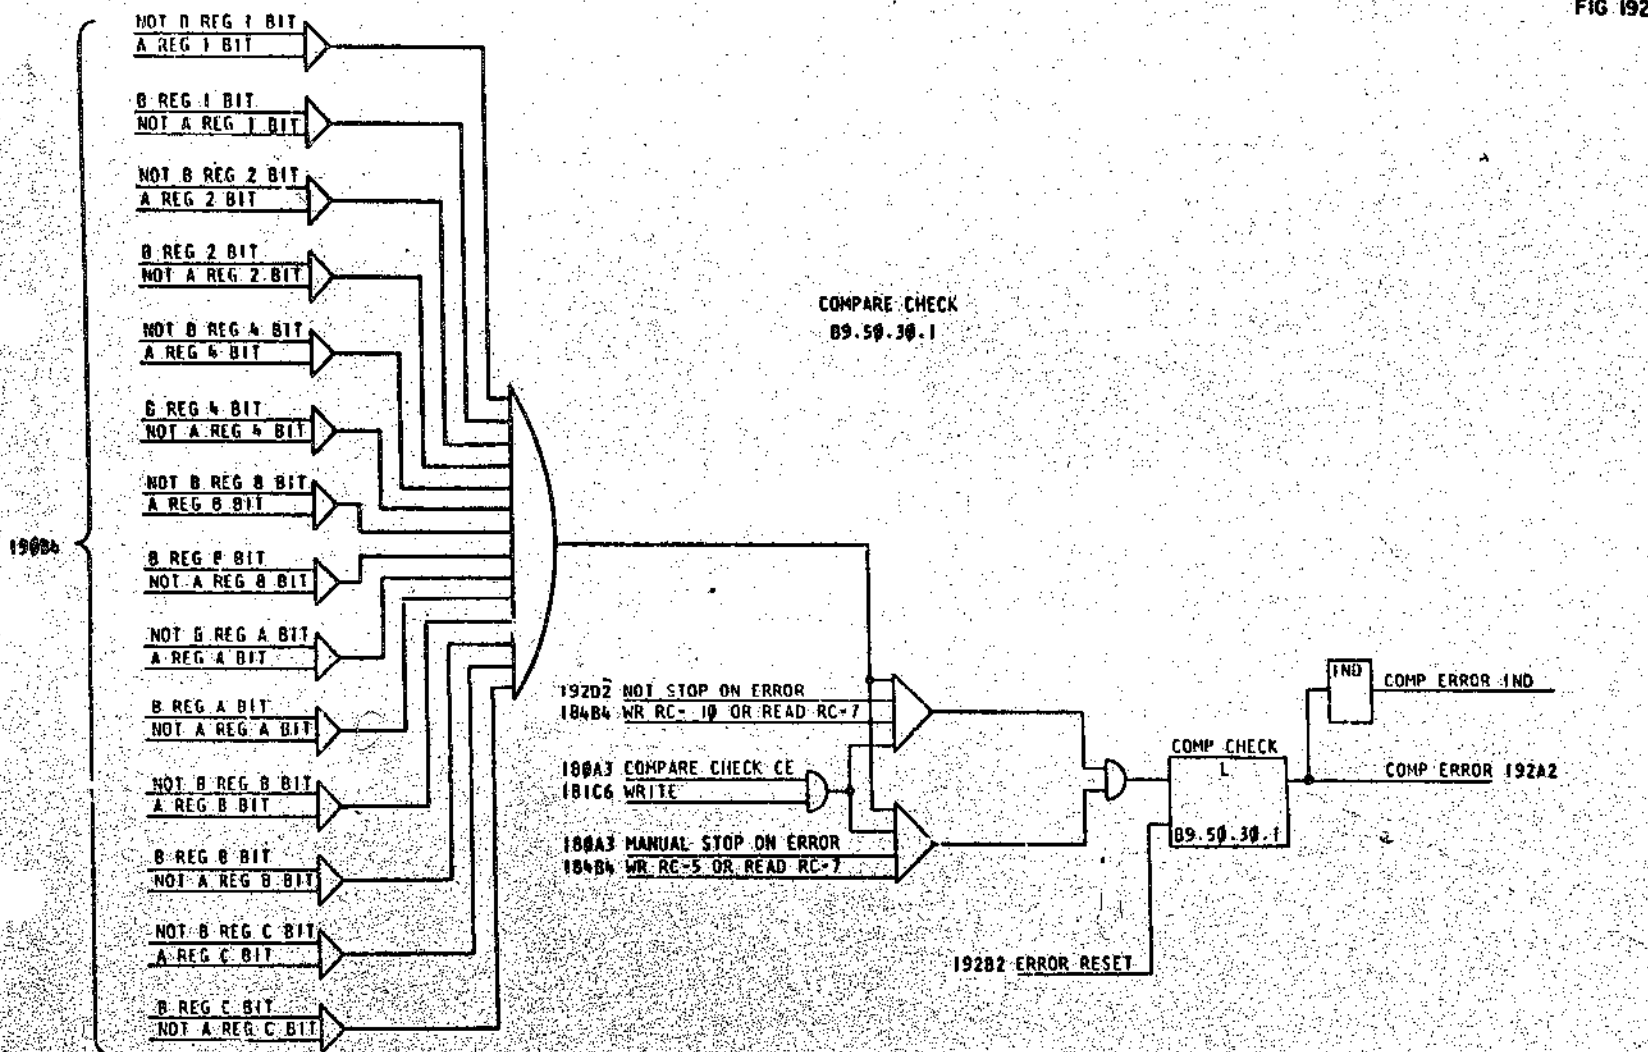 FIG 192
NOT B REG 1 BIT
A REG 1 BIT
B REG 1 BIT
NOT A REG 1 BIT
NOT B REG 2 BIT
A REG 2 BIT
B REG 2 BIT
NOT A REG 2 BIT
NOT B REG 4 BIT
A REG 4 BIT
B REG 4 BIT
NOT A REG 4 BIT
NOT B REG 8 BIT
A REG 8 BIT
B REG 8 BIT
NOT A REG 8 BIT
NOT B REG A BIT
A REG A BIT
B REG A BIT
NOT A REG A BIT
NOT B REG B BIT
A REG B BIT
B REG B BIT
NOT A REG B BIT
NOT B REG C BIT
A REG C BIT
B REG C BIT
NOT A REG C BIT
190B4
COMPARE CHECK
B9.50.30.1
192D2 NOT STOP ON ERROR
184B4 WR RC-10 OR READ RC-7
180A3 COMPARE CHECK CE
181C6 WRITE
180A3 MANUAL STOP ON ERROR
184B4 WR RC-5 OR READ RC-7
192B2 ERROR RESET
COMP CHECK
L
B9.50.30.1
IND
COMP ERROR IND
COMP ERROR 192A2